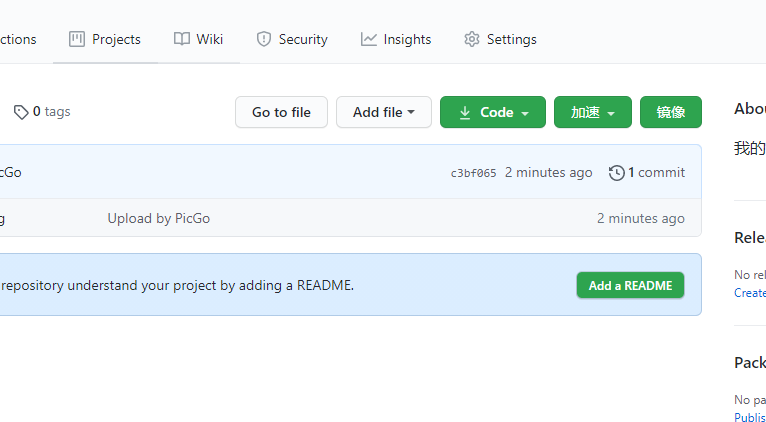 ctions Projects Wiki Security Insights Settings
0 tags Go to file Add file Code 加速 镜像
Abou
我的
cGo c3bf065 2 minutes ago 1 commit
g Upload by PicGo 2 minutes ago
Relea
repository understand your project by adding a README. Add a README
No rel
Create
Pack
No pa
Publis